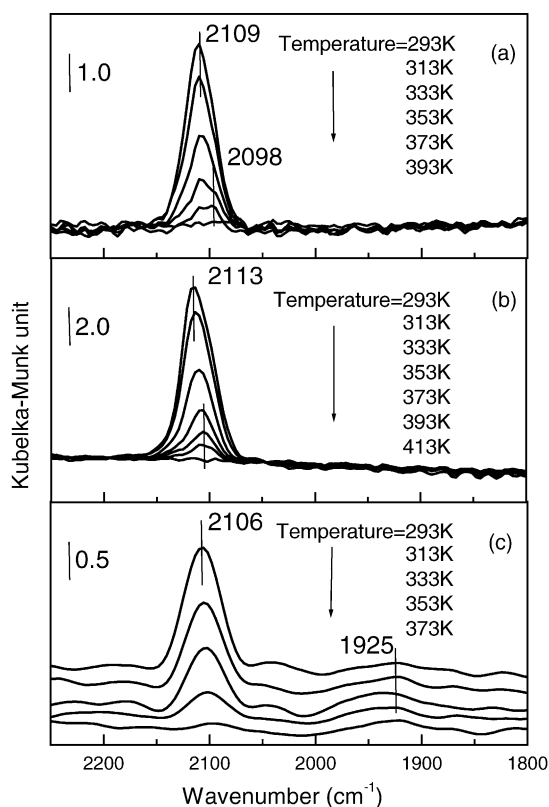 2109
Temperature=293K
(a)
1.0
313K
333K
353K
2098
373K
393K
2113
Temperature=293K
(b)
2.0
313K
333K
353K
373K
393K
413K
Kubelka-Munk unit
2106
Temperature=293K
(c)
0.5
313K
333K
353K
373K
1925
2200 2100 2000 1900 1800
Wavenumber (cm⁻¹)